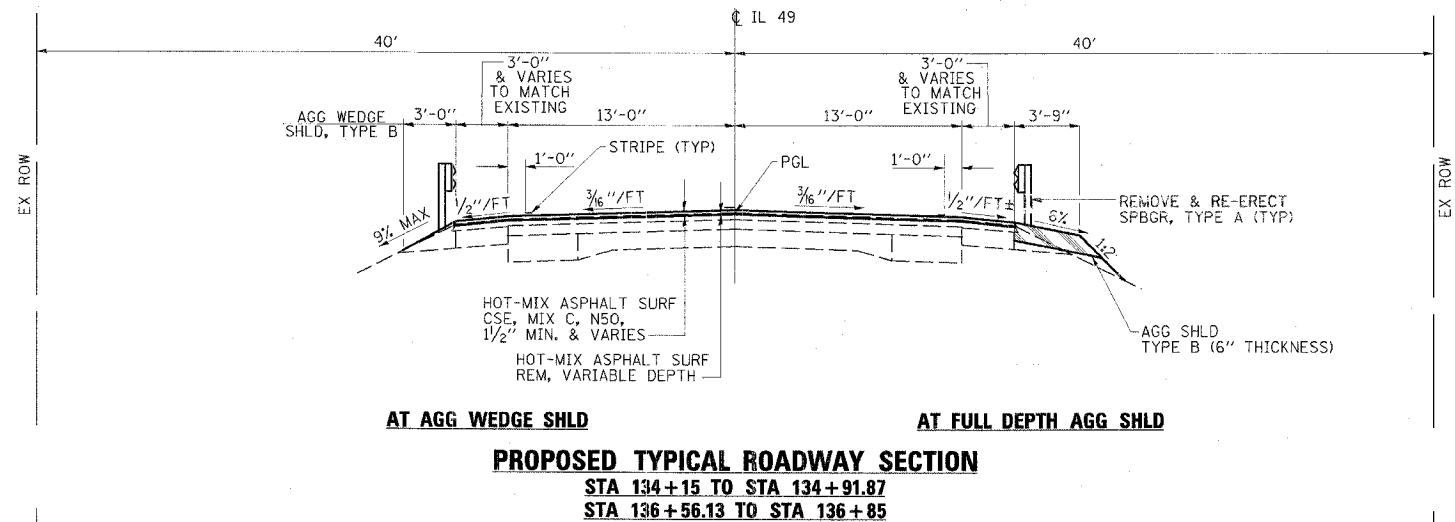 ℄ IL 49
40'
40'
3'-0"
& VARIES
TO MATCH
EXISTING
3'-0"
& VARIES
TO MATCH
EXISTING
AGG WEDGE
SHLD, TYPE B
3'-0"
13'-0"
13'-0"
3'-9"
STRIPE (TYP)
1'-0"
PGL
1'-0"
EX ROW
EX ROW
1/2"/FT
3/16"/FT
3/16"/FT
1/2"/FT±
REMOVE & RE-ERECT
SPBGR, TYPE A (TYP)
9% MAX
6%
1:2
HOT-MIX ASPHALT SURF
CSE, MIX C, N50,
1 1/2" MIN. & VARIES
HOT-MIX ASPHALT SURF
REM, VARIABLE DEPTH
AGG SHLD
TYPE B (6" THICKNESS)
AT AGG WEDGE SHLD
AT FULL DEPTH AGG SHLD
PROPOSED TYPICAL ROADWAY SECTION
STA 134+15 TO STA 134+91.87
STA 136+56.13 TO STA 136+85